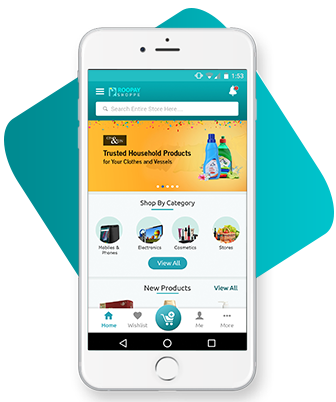 1:53
ROOPAY
SHOPPE
Search Entire Store Here...
Trusted Household Products
for Your Clothes and Vessels
Shop By Category
Mobiles &
Phones
Electronics
Cosmetics
Stores
View All
New Products
View All
Home
Wishlist
Me
More